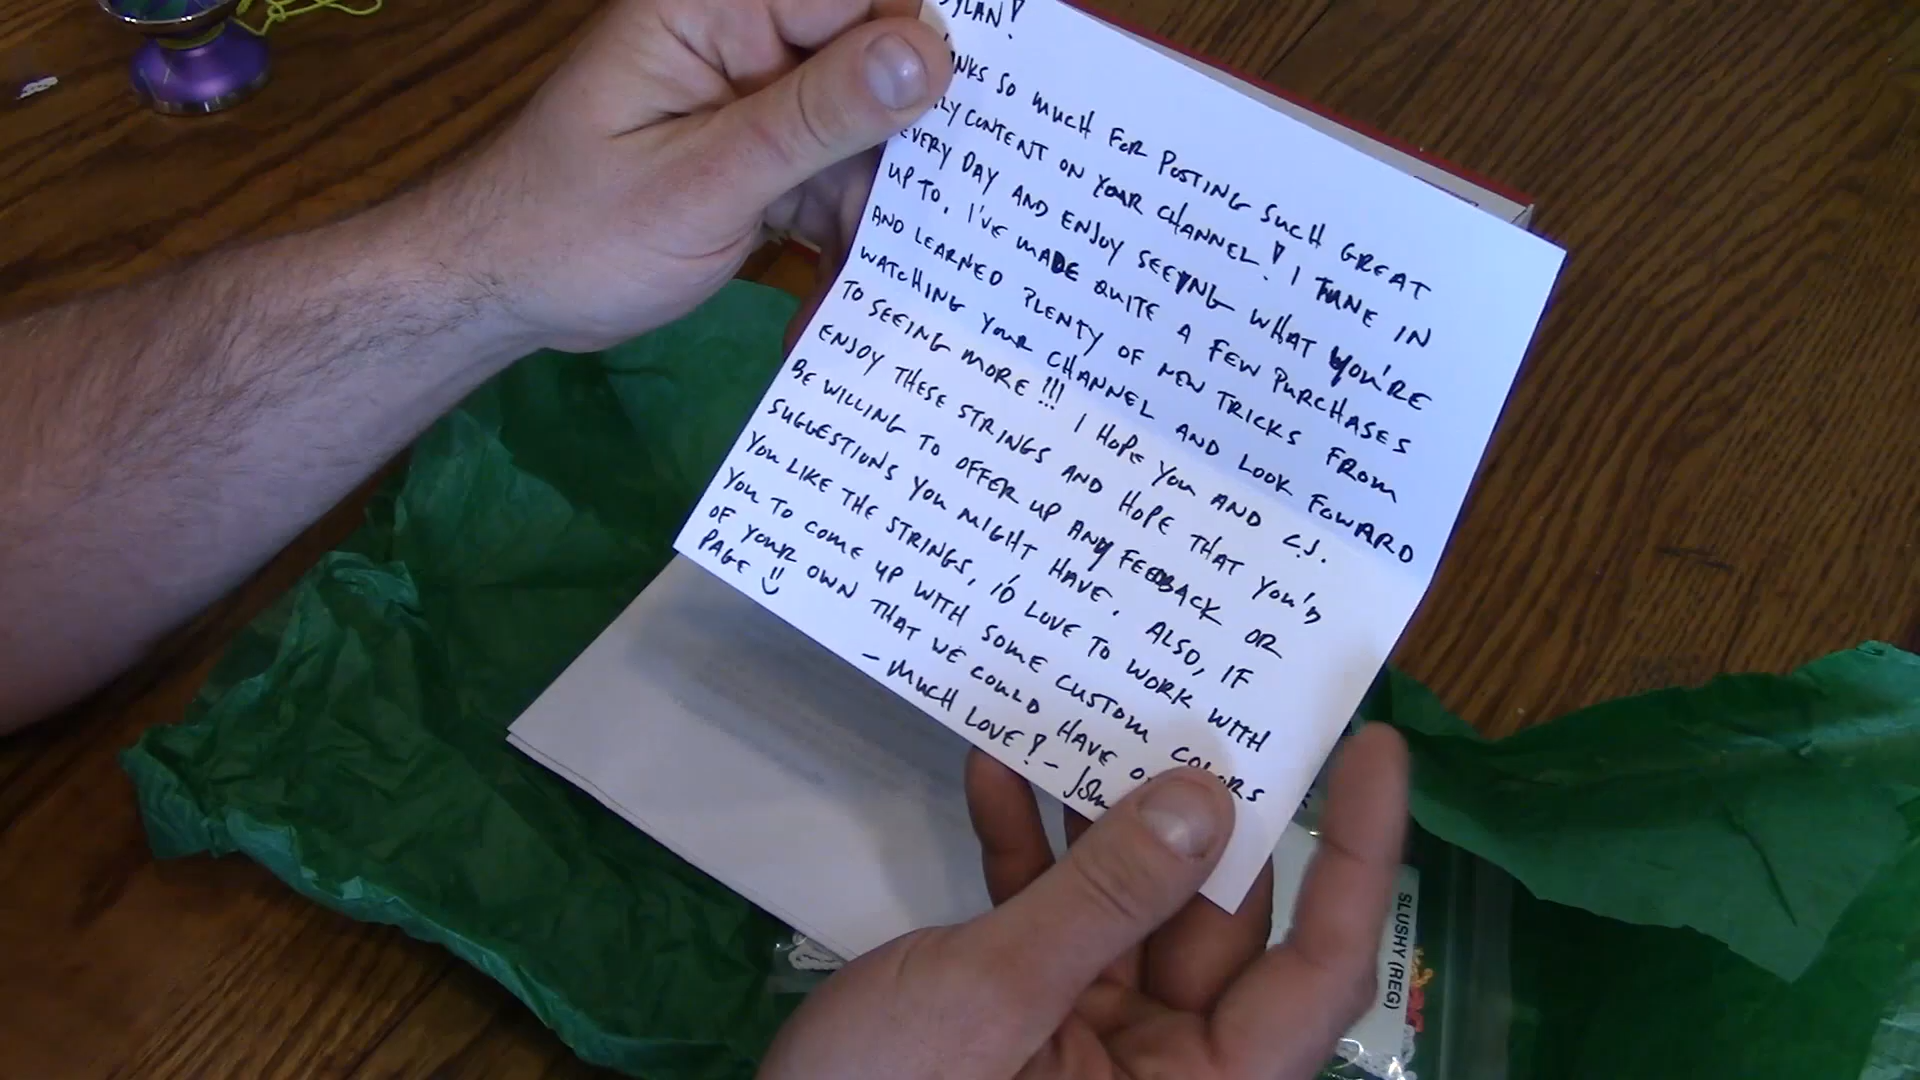 DYLAN!
THANKS SO MUCH FOR POSTING SUCH GREAT
CONTENT ON YOUR CHANNEL! I TUNE IN
EVERY DAY AND ENJOY SEEING WHAT YOU'RE
UP TO. I'VE MADE QUITE A FEW PURCHASES
AND LEARNED PLENTY OF NEW TRICKS FROM
WATCHING YOUR CHANNEL AND LOOK FOWARD
TO SEEING MORE!!! I HOPE YOU AND C.J.
ENJOY THESE STRINGS AND HOPE THAT YOU'D
BE WILLING TO OFFER UP ANY FEEDBACK OR
SUGGESTIONS YOU MIGHT HAVE. ALSO, IF
YOU LIKE THE STRINGS, I'D LOVE TO WORK WITH
YOU TO COME UP WITH SOME CUSTOM COLORS
OF YOUR OWN THAT WE COULD HAVE
PAGE
- MUCH LOVE! - John
SLUSHY (REG)